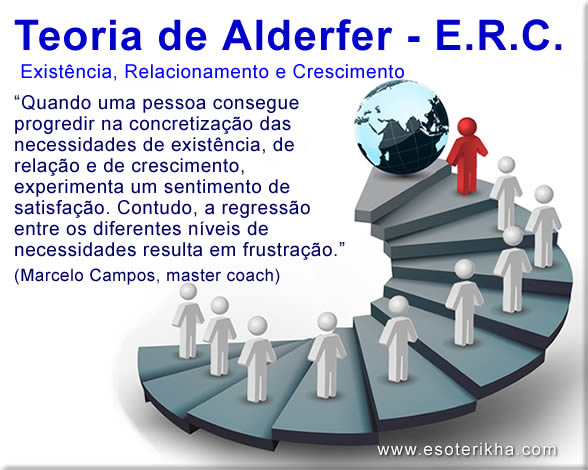 Teoria de Alderfer - E.R.C.
Existência, Relacionamento e Crescimento
“Quando uma pessoa consegue
progredir na concretização das
necessidades de existência, de
relação e de crescimento,
experimenta um sentimento de
satisfação. Contudo, a regressão
entre os diferentes níveis de
necessidades resulta em frustração.”
(Marcelo Campos, master coach)
www.esoterikha.com